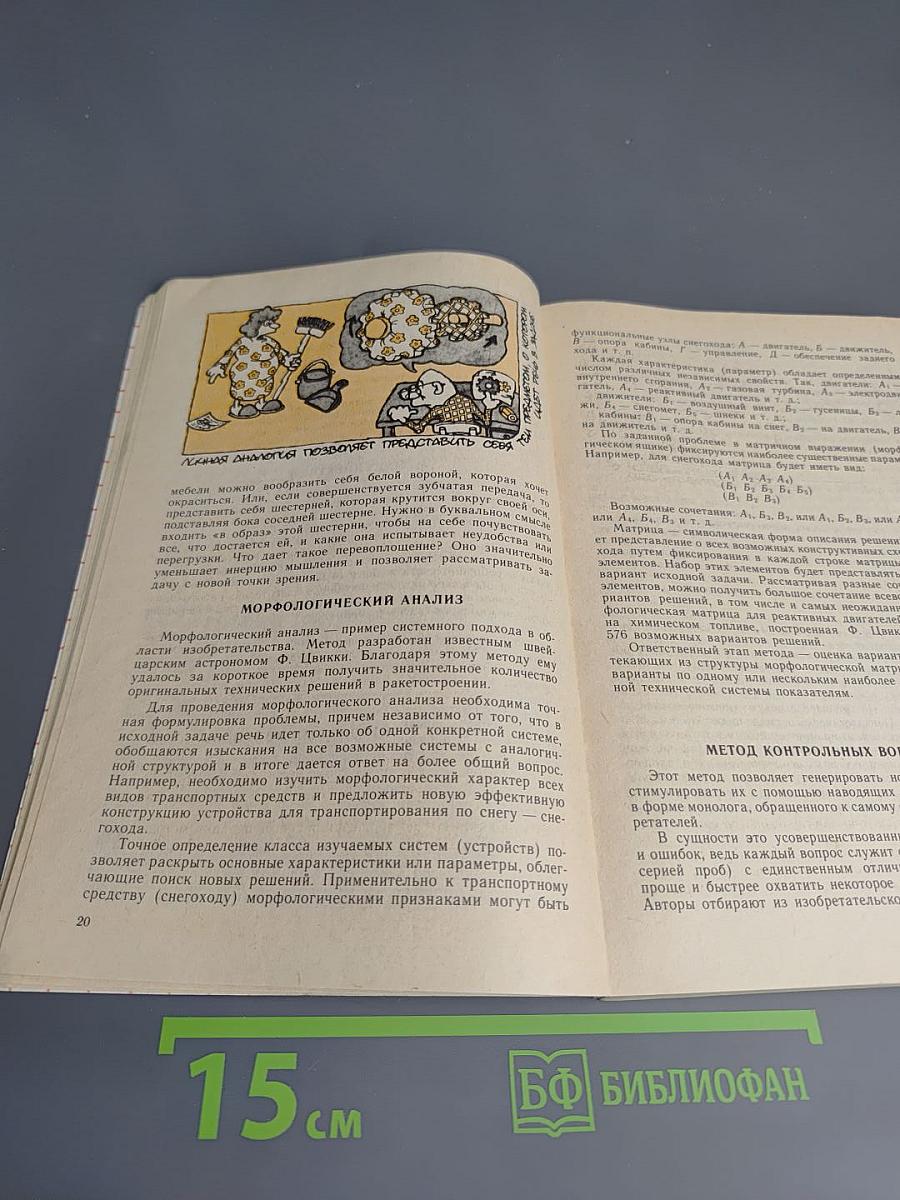 ЛИЧНАЯ АНАЛОГИЯ ПОЗВОЛЯЕТ ПРЕДСТАВИТЬ СЕБЯ
ТЕМ ПРЕДМЕТОМ, О КОТОРОМ
ИДЕТ РЕЧЬ В ЗАДАЧЕ
мебели можно вообразить себя белой вороной, которая хочет
окраситься. Или, если совершенствуется зубчатая передача, то
представить себя шестерней, которая крутится вокруг своей оси,
подставляя бока соседней шестерне. Нужно в буквальном смысле
входить «в образ» этой шестерни, чтобы на себе почувствовать
все, что достается ей, и какие она испытывает неудобства или
перегрузки. Что дает такое перевоплощение? Оно значительно
уменьшает инерцию мышления и позволяет рассматривать за-
дачу с новой точки зрения.
МОРФОЛОГИЧЕСКИЙ АНАЛИЗ
Морфологический анализ — пример системного подхода в об-
ласти изобретательства. Метод разработан известным швей-
царским астрономом Ф. Цвикки. Благодаря этому методу ему
удалось за короткое время получить значительное количество
оригинальных технических решений в ракетостроении.
Для проведения морфологического анализа необходима точ-
ная формулировка проблемы, причем независимо от того, что в
исходной задаче речь идет только об одной конкретной системе,
обобщаются изыскания на все возможные системы с аналогич-
ной структурой и в итоге дается ответ на более общий вопрос.
Например, необходимо изучить морфологический характер всех
видов транспортных средств и предложить новую эффективную
конструкцию устройства для транспортирования по снегу — сне-
гохода.
Точное определение класса изучаемых систем (устройств) по-
зволяет раскрыть основные характеристики или параметры, облег-
чающие поиск новых решений. Применительно к транспортному
средству (снегоходу) морфологическими признаками могут быть
20
функциональные узлы снегохода: А — двигатель, Б — движитель,
В — опора кабины, Г — управление, Д — обеспечение заднего
хода и т. п.
Каждая характеристика (параметр) обладает определенным
числом различных независимых свойств. Так, двигатели: А₁ —
внутреннего сгорания, А₂ — газовая турбина, А₃ — электродви-
гатель, А₄ — реактивный двигатель и т. д.;
движители: Б₁ — воздушный винт, Б₂ — гусеницы, Б₃ — л
жи, Б₄ — снегомет, Б₅ — шнеки и т. д.;
кабины: В₁ — опора кабины на снег, В₂ — на двигатель, В
на движитель и т. д.
По заданной проблеме в матричном выражении (морф
гическом ящике) фиксируются наиболее существенные парам
Например, для снегохода матрица будет иметь вид:
(А₁ А₂ А₃ А₄)
(Б₁ Б₂ Б₃ Б₄ Б₅)
(В₁ В₂ В₃)
Возможные сочетания: А₁, Б₂, В₂, или А₁, Б₂, В₃, или А
или А₄, Б₄, В₃ и т. д.
Матрица — символическая форма описания решени
ет представление о всех возможных конструктивных сх
хода путем фиксирования в каждой строке матрицы
элементов. Набор этих элементов будет представлять
вариант исходной задачи. Рассматривая разные соч
элементов, можно получить большое сочетание всево
риантов решений, в том числе и самых неожидан
фологическая матрица для реактивных двигателей
на химическом топливе, построенная Ф. Цвик
576 возможных вариантов решений.
Ответственный этап метода — оценка вариант
текающих из структуры морфологической матри
варианты по одному или нескольким наиболее
ной технической системы показателям.
МЕТОД КОНТРОЛЬНЫХ ВОП
Этот метод позволяет генерировать но
стимулировать их с помощью наводящих
в форме монолога, обращенного к самому
ретателей.
В сущности это усовершенствованн
и ошибок, ведь каждый вопрос служит
серией проб) с единственным отлич
проще и быстрее охватить некоторое
Авторы отбирают из изобретательско
15 см
БФ БИБЛИОФАН